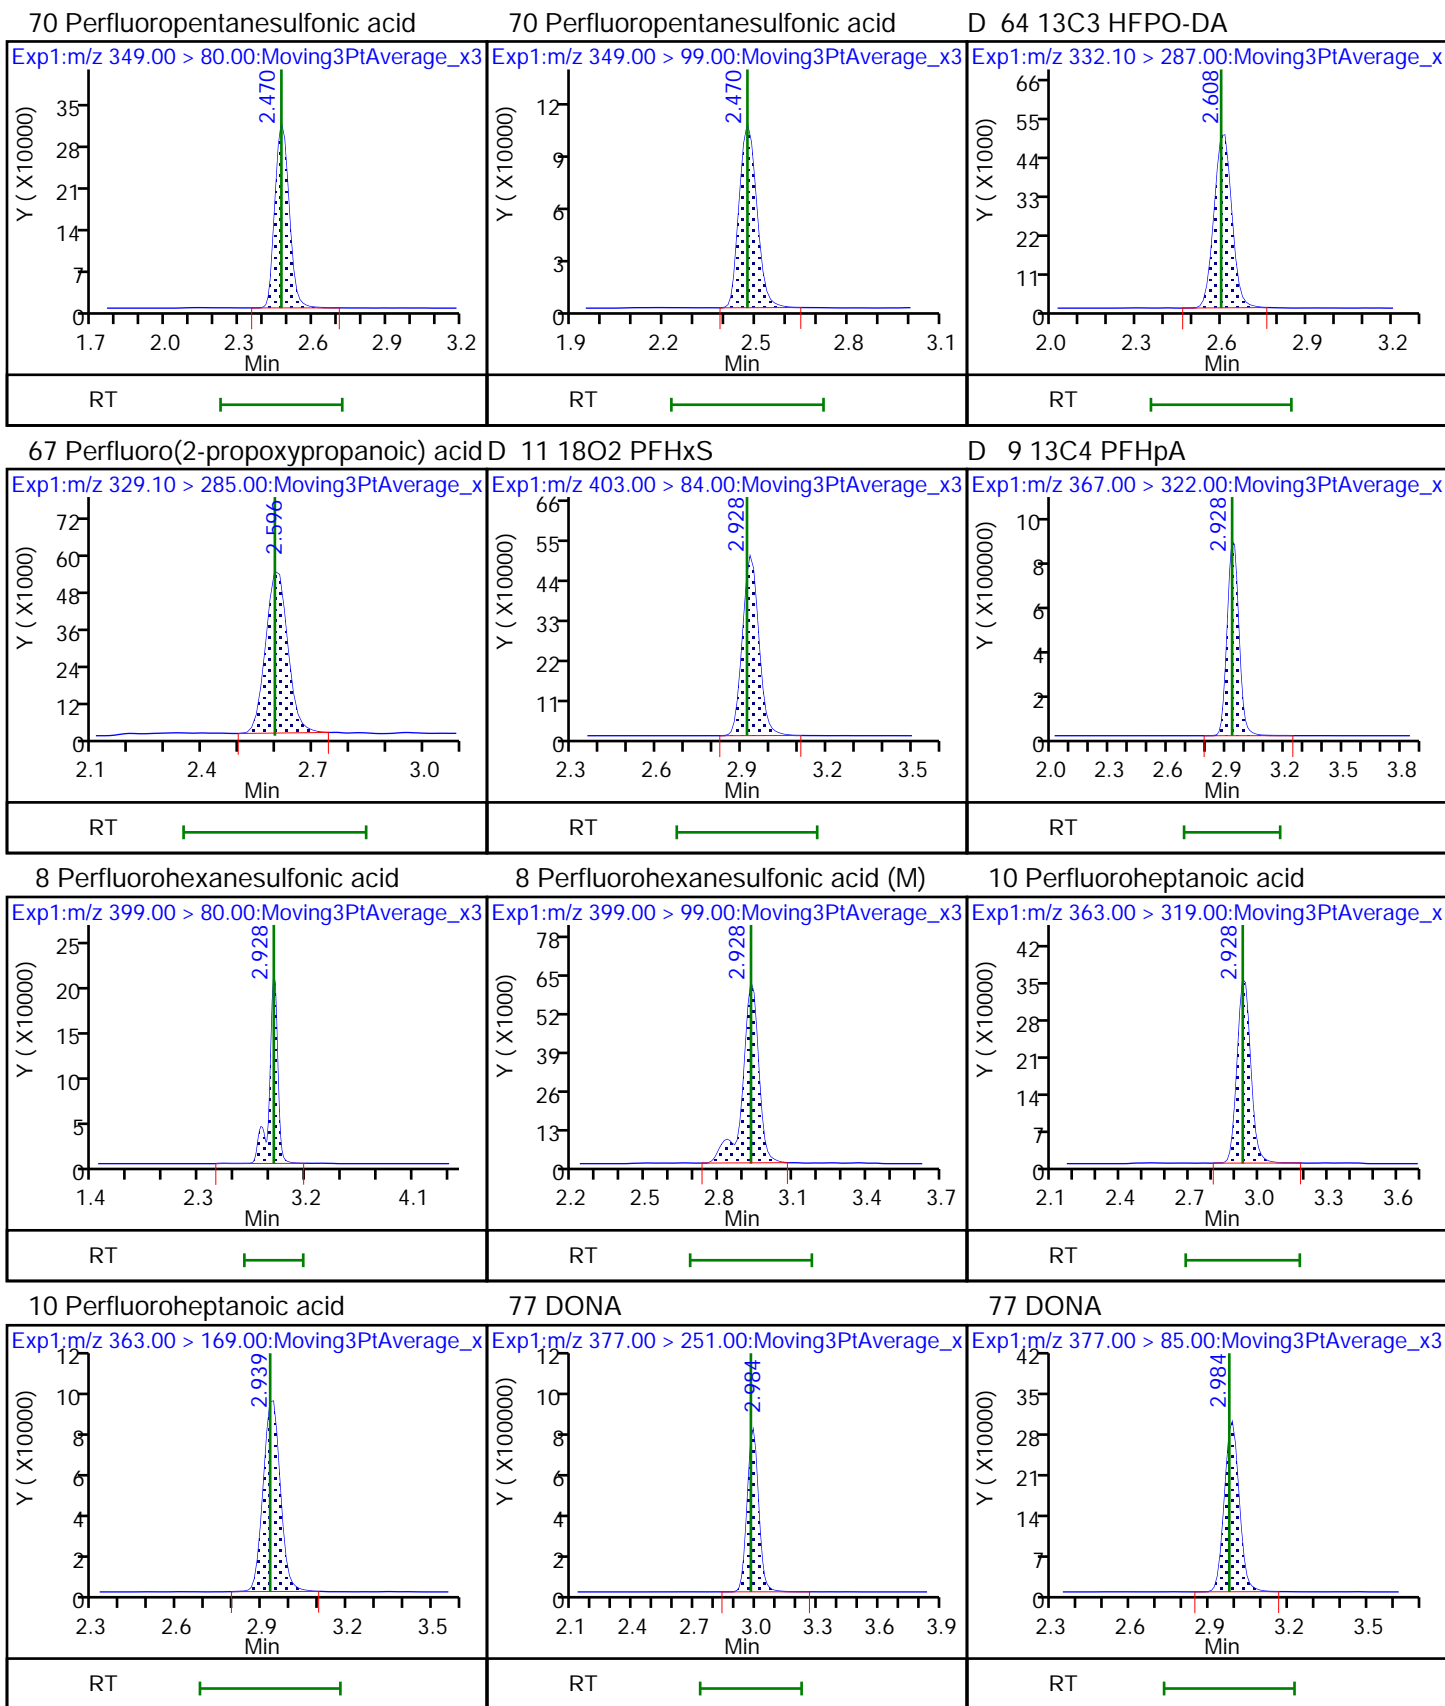 70 Perfluoropentanesulfonic acid
Exp1:m/z 349.00 > 80.00:Moving3PtAverage_x3
2.470
Y ( X10000)
35
28
21
14
7
0
1.7 2.0 2.3 2.6 2.9 3.2
Min
RT
70 Perfluoropentanesulfonic acid
Exp1:m/z 349.00 > 99.00:Moving3PtAverage_x3
2.470
Y ( X10000)
12
9
6
3
0
1.9 2.2 2.5 2.8 3.1
Min
RT
D 64 13C3 HFPO-DA
Exp1:m/z 332.10 > 287.00:Moving3PtAverage_x
2.608
Y ( X1000)
66
55
44
33
22
11
0
2.0 2.3 2.6 2.9 3.2
Min
RT
67 Perfluoro(2-propoxypropanoic) acid
Exp1:m/z 329.10 > 285.00:Moving3PtAverage_x
2.596
Y ( X10000)
72
60
48
36
24
12
0
2.1 2.4 2.7 3.0
Min
RT
D 11 18O2 PFHxS
Exp1:m/z 403.00 > 84.00:Moving3PtAverage_x3
2.928
Y ( X10000)
66
55
44
33
22
11
0
2.3 2.6 2.9 3.2 3.5
Min
RT
D 9 13C4 PFHpA
Exp1:m/z 367.00 > 322.00:Moving3PtAverage_x
2.928
Y ( X100000)
10
8
6
4
2
0
2.0 2.3 2.6 2.9 3.2 3.5 3.8
Min
RT
8 Perfluorohexanesulfonic acid
Exp1:m/z 399.00 > 80.00:Moving3PtAverage_x3
2.928
Y ( X10000)
25
20
15
10
5
0
1.4 2.3 3.2 4.1
Min
RT
8 Perfluorohexanesulfonic acid (M)
Exp1:m/z 399.00 > 99.00:Moving3PtAverage_x3
2.928
Y ( X1000)
78
65
52
39
26
13
0
2.2 2.5 2.8 3.1 3.4 3.7
Min
RT
10 Perfluoroheptanoic acid
Exp1:m/z 363.00 > 319.00:Moving3PtAverage_x
2.928
Y ( X10000)
42
35
28
21
14
7
0
2.1 2.4 2.7 3.0 3.3 3.6
Min
RT
10 Perfluoroheptanoic acid
Exp1:m/z 363.00 > 169.00:Moving3PtAverage_x
2.939
Y ( X10000)
12
10
8
6
4
2
0
2.3 2.6 2.9 3.2 3.5
Min
RT
77 DONA
Exp1:m/z 377.00 > 251.00:Moving3PtAverage_x
2.984
Y ( X100000)
12
10
8
6
4
2
0
2.1 2.4 2.7 3.0 3.3 3.6 3.9
Min
RT
77 DONA
Exp1:m/z 377.00 > 85.00:Moving3PtAverage_x3
2.984
Y ( X10000)
42
35
28
21
14
7
0
2.3 2.6 2.9 3.2 3.5
Min
RT